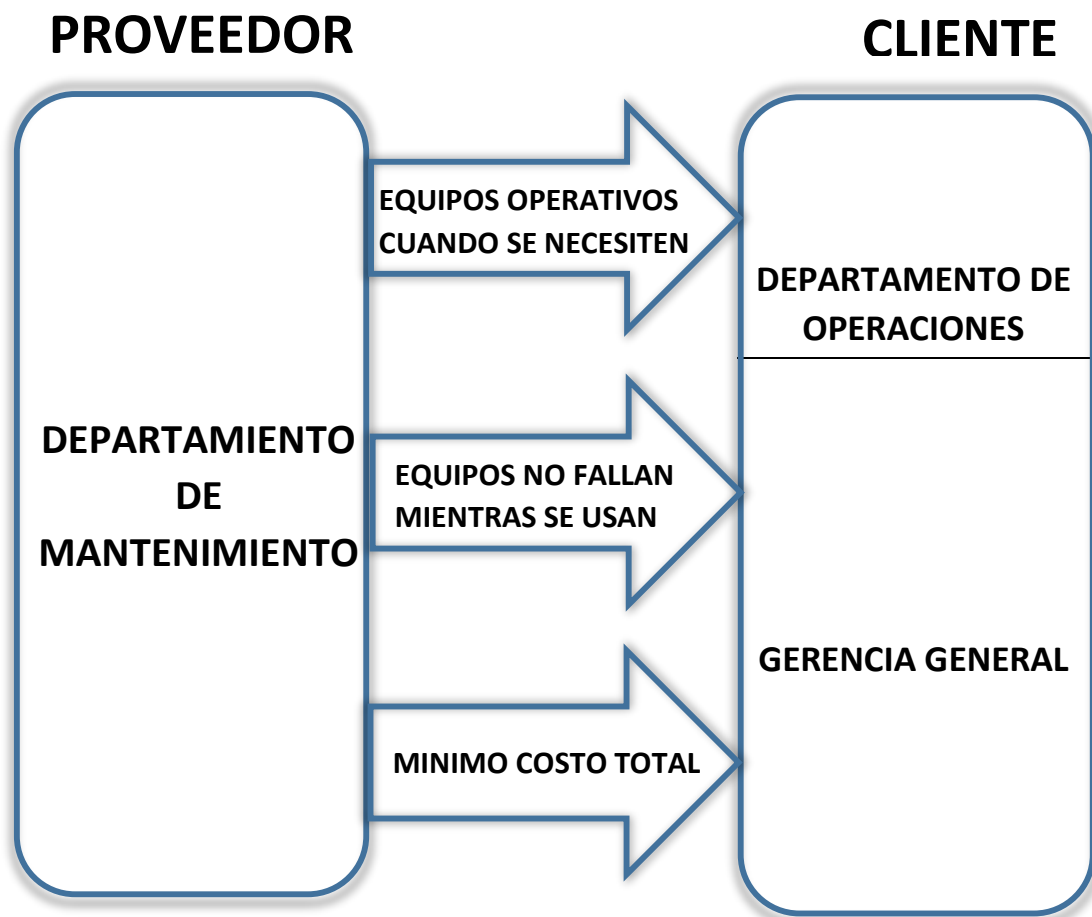 PROVEEDOR
CLIENTE
DEPARTAMIENTO
DE
MANTENIMIENTO
EQUIPOS OPERATIVOS
CUANDO SE NECESITEN
EQUIPOS NO FALLAN
MIENTRAS SE USAN
MINIMO COSTO TOTAL
DEPARTAMENTO DE
OPERACIONES
GERENCIA GENERAL